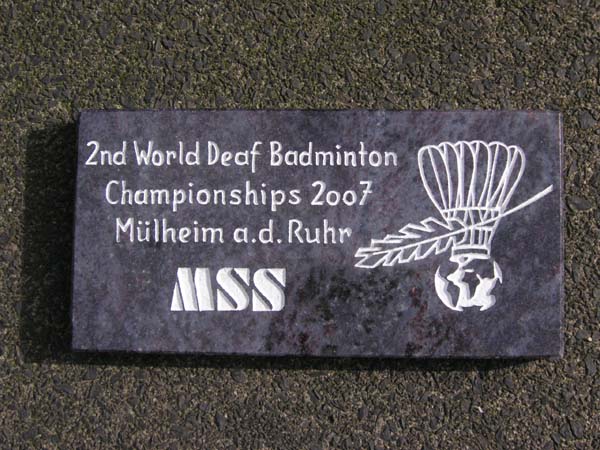 2nd World Deaf Badminton
Championships 2007
Mülheim a.d. Ruhr
MSS